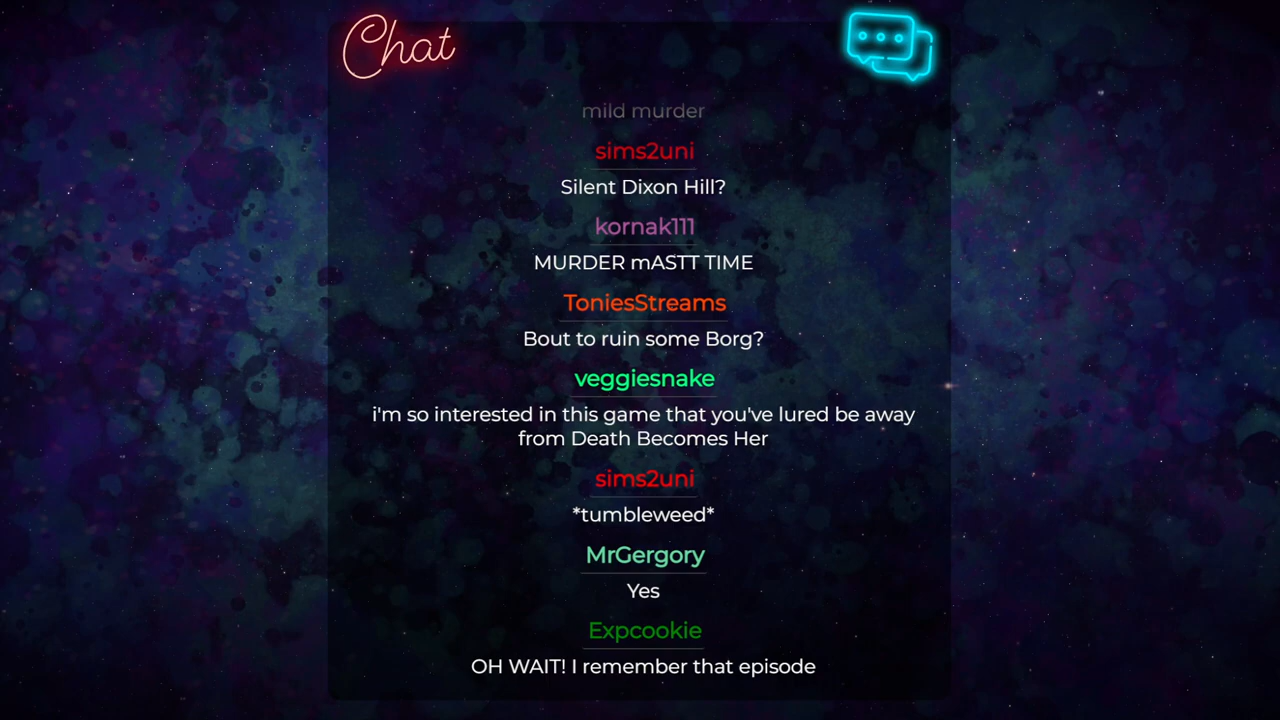 Chat
mild murder
sims2uni
Silent Dixon Hill?
kornak111
MURDER mASTT TIME
ToniesStreams
Bout to ruin some Borg?
veggiesnake
i'm so interested in this game that you've lured be away
from Death Becomes Her
sims2uni
*tumbleweed*
MrGergory
Yes
Expcookie
OH WAIT! I remember that episode